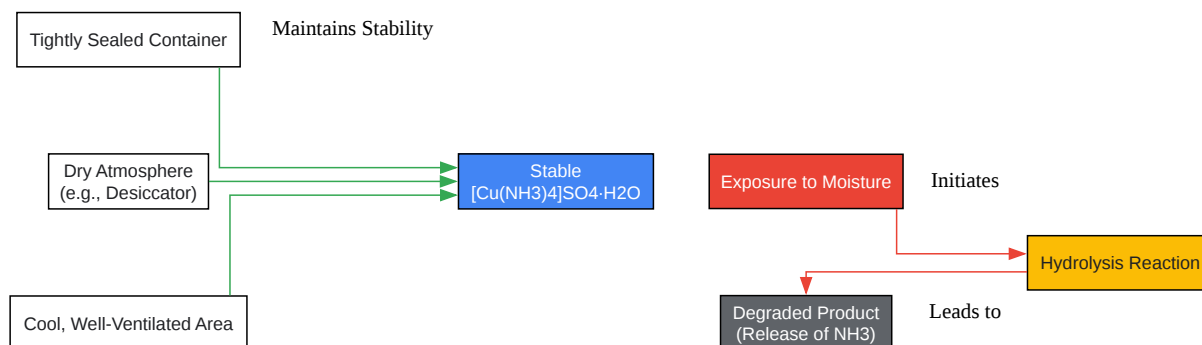 Tightly Sealed Container
Maintains Stability
Dry Atmosphere
(e.g., Desiccator)
Stable
[Cu(NH3)4]SO4·H2O
Exposure to Moisture
Initiates
Hydrolysis Reaction
Cool, Well-Ventilated Area
Degraded Product
(Release of NH3)
Leads to